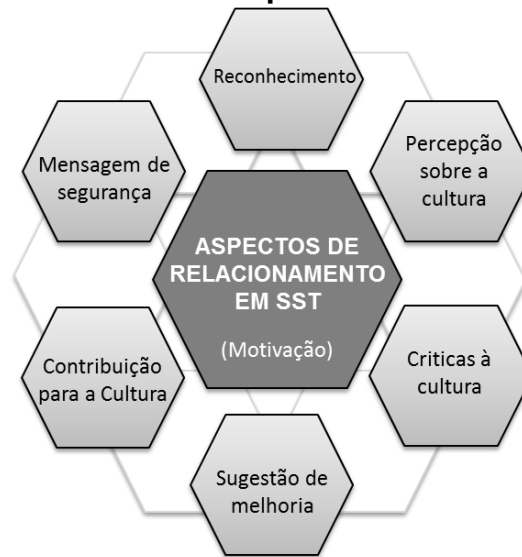 Reconhecimento
Mensagem de
segurança
Percepção
sobre a
cultura
ASPECTOS DE
RELACIONAMENTO
EM SST
(Motivação)
Contribuição
para a Cultura
Criticas à
cultura
Sugestão de
melhoria